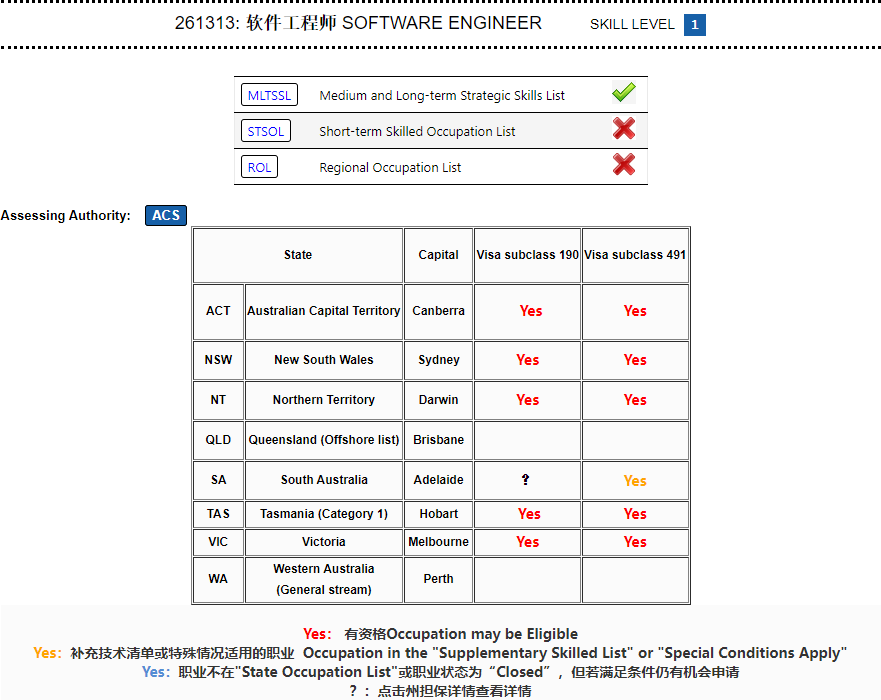 261313: 软件工程师 SOFTWARE ENGINEER SKILL LEVEL 1
MLTSSL Medium and Long-term Strategic Skills List
STSOL Short-term Skilled Occupation List
ROL Regional Occupation List
Assessing Authority: ACS
State Capital Visa subclass 190 Visa subclass 491
ACT Australian Capital Territory Canberra Yes Yes
NSW New South Wales Sydney Yes Yes
NT Northern Territory Darwin Yes Yes
QLD Queensland (Offshore list) Brisbane
SA South Australia Adelaide ? Yes
TAS Tasmania (Category 1) Hobart Yes Yes
VIC Victoria Melbourne Yes Yes
WA Western Australia (General stream) Perth
Yes: 有资格Occupation may be Eligible
Yes: 补充技术清单或特殊情况适用的职业 Occupation in the "Supplementary Skilled List" or "Special Conditions Apply"
Yes: 职业不在"State Occupation List"或职业状态为“Closed”，但若满足条件仍有机会申请
？：点击州担保详情查看详情